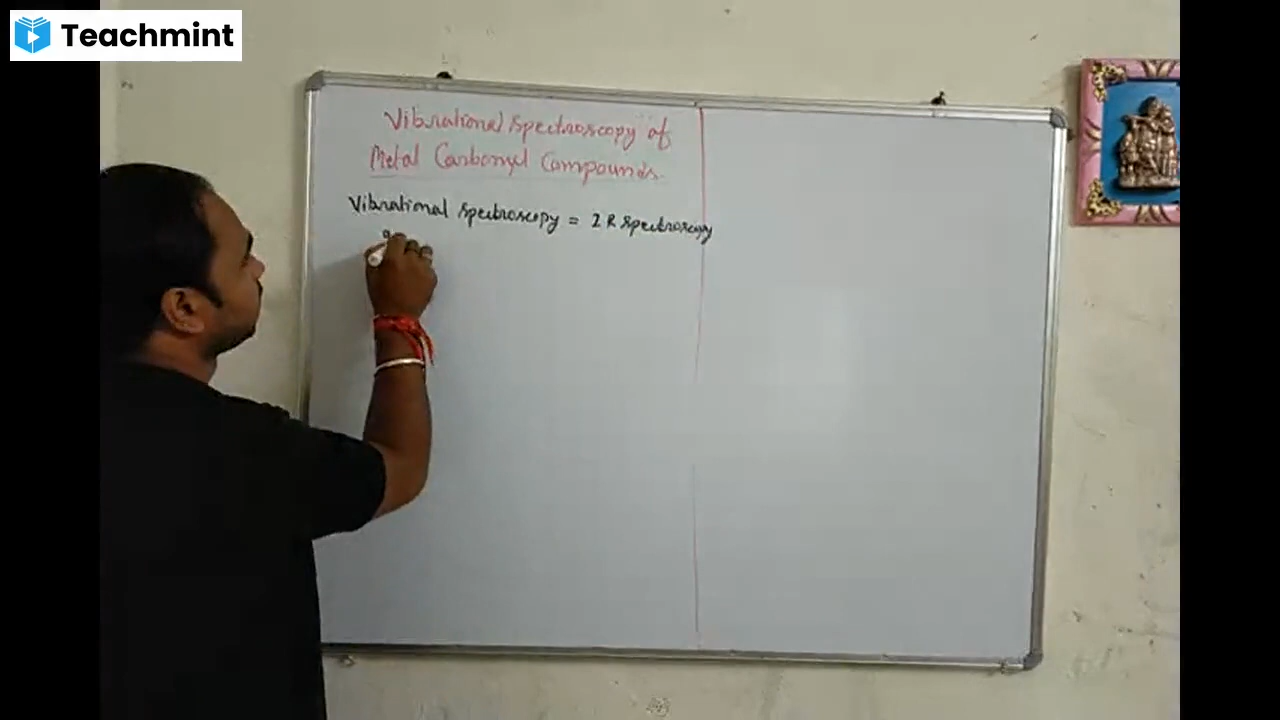 Teachmint
Vibrational Spectroscopy of
Metal Carbonyl Compounds
Vibrational Spectroscopy = IR Spectroscopy